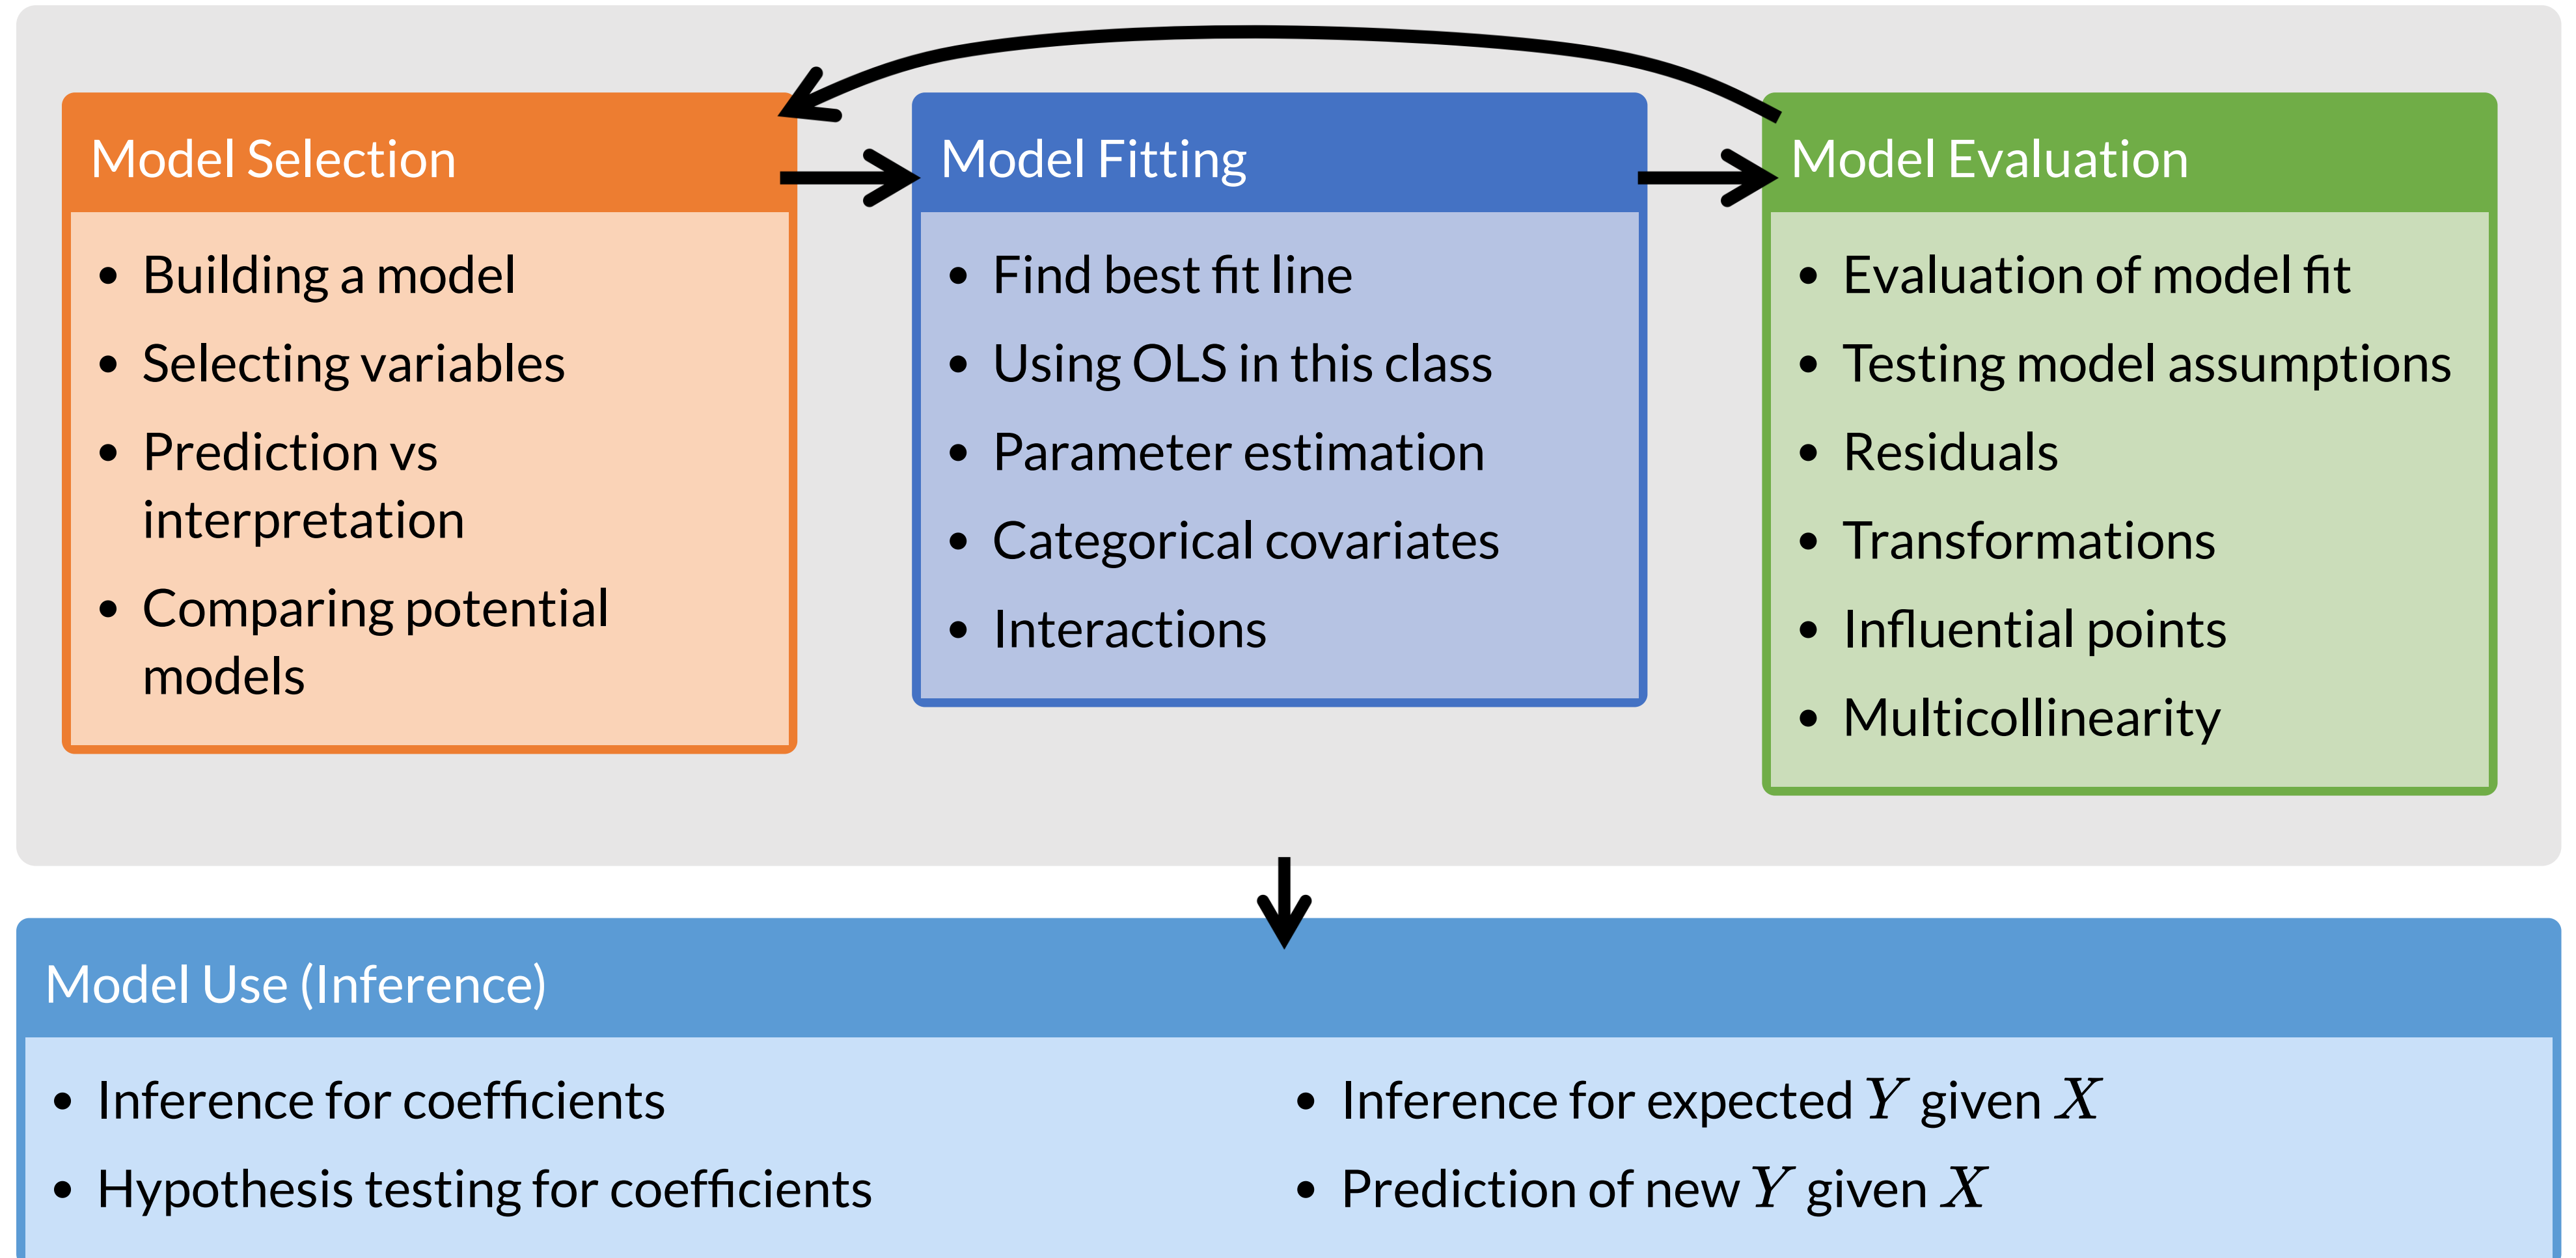 Model Selection
• Building a model
• Selecting variables
• Prediction vs
interpretation
• Comparing potential
models
Model Fitting
• Find best fit line
• Using OLS in this class
• Parameter estimation
• Categorical covariates
• Interactions
Model Evaluation
• Evaluation of model fit
• Testing model assumptions
• Residuals
• Transformations
• Influential points
• Multicollinearity
Model Use (Inference)
• Inference for coefficients
• Hypothesis testing for coefficients
• Inference for expected Y given X
• Prediction of new Y given X